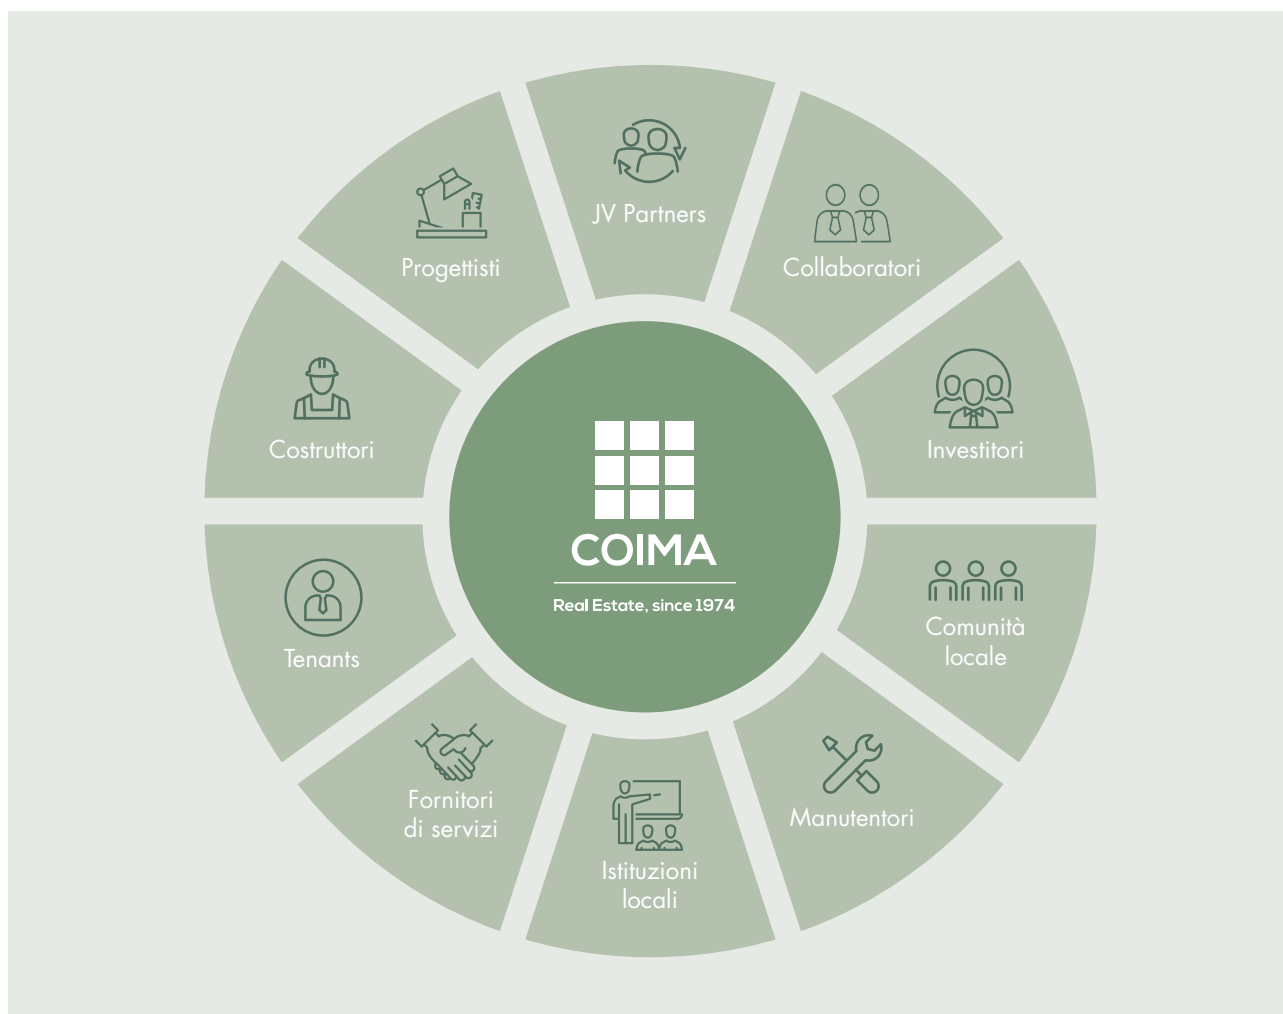 JV Partners
Collaboratori
Investitori
Comunità
locale
Manutentori
Istituzioni
locali
Fornitori
di servizi
Tenants
Costruttori
Progettisti
COIMA
Real Estate, since 1974